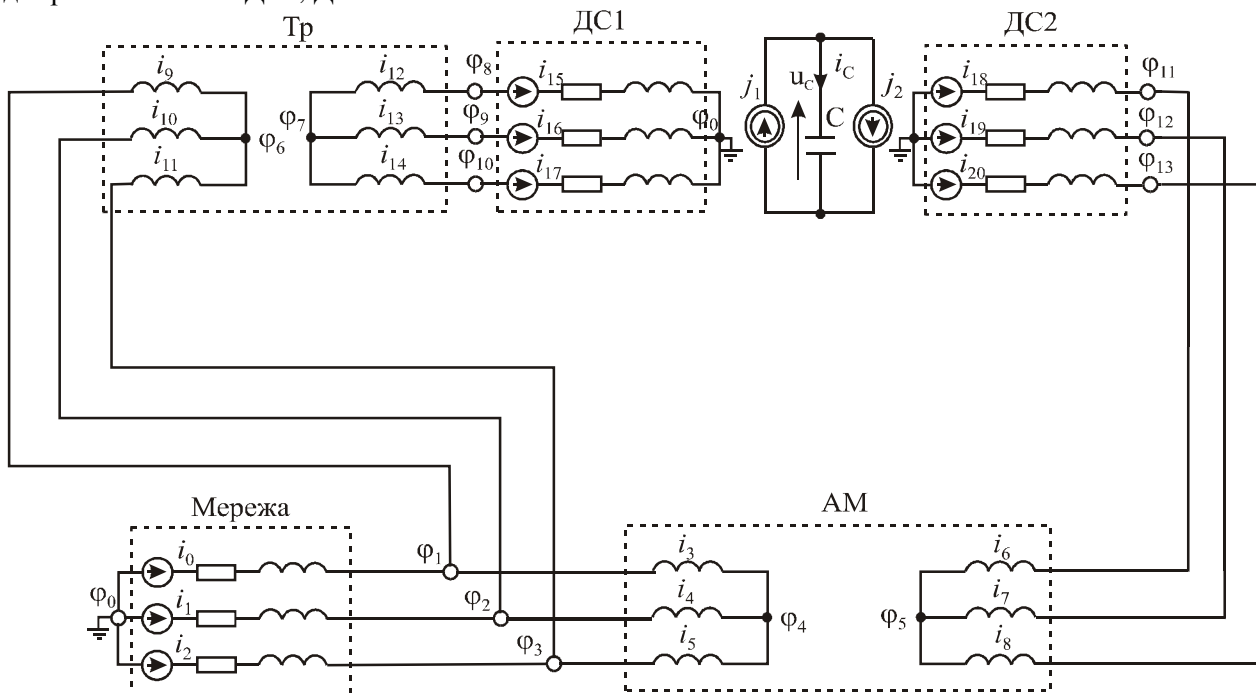 Тр
ДС1
ДС2
i₉
i₁₀
i₁₁
φ₆
φ₇
i₁₂
i₁₃
i₁₄
φ₈
φ₉
φ₁₀
i₁₅
i₁₆
i₁₇
φ₀
j₁
u_C
i_C
C
j₂
i₁₈
i₁₉
i₂₀
φ₁₁
φ₁₂
φ₁₃
Мережа
АМ
φ₀
i₀
i₁
i₂
φ₁
φ₂
φ₃
i₃
i₄
i₅
φ₄
φ₅
i₆
i₇
i₈